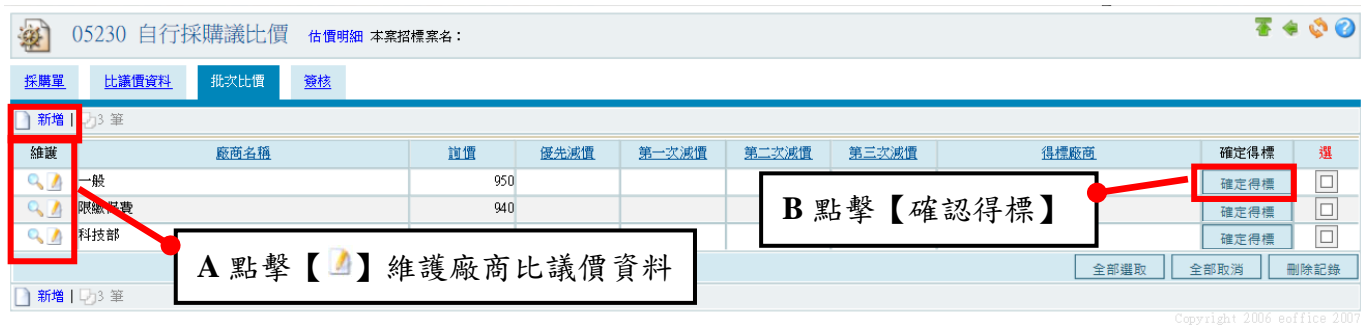 05230 自行採購議比價 估價明細 本案招標案名：
採購單 比議價資料 批次比價 簽核
新增 | 3 筆
維護 廠商名稱 詢價 優先減價 第一次減價 第二次減價 第三次減價 得標廠商 確定得標 選
一般 950 確定得標
限繳保費 940 確定得標
科技部 確定得標
B 點擊【確認得標】
A 點擊【】維護廠商比議價資料
全部選取 全部取消 刪除記錄
新增 | 3 筆
Copyright 2006 eoffice 2007